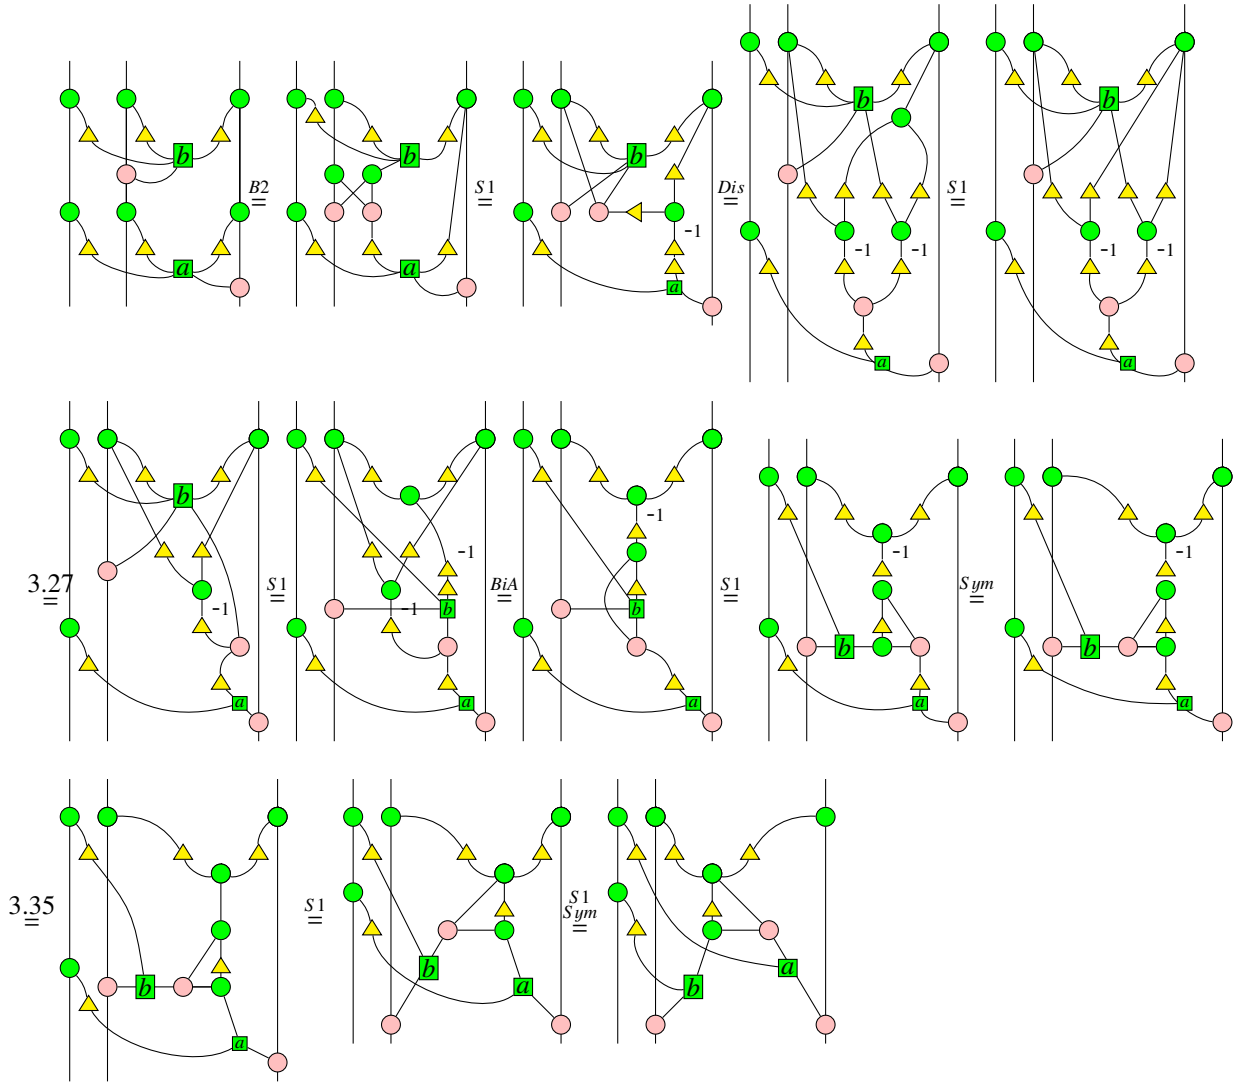 b b b b b
B2 = S1 = Dis = S1 =
-1 -1 -1 -1 -1
a a a a a
b
-1 -1 -1 -1
3.27 = S1 = b BiA = b S1 = Sym =
-1 b b
a a a a a
3.35 = S1 = S1 Sym =
b b a
b a
a